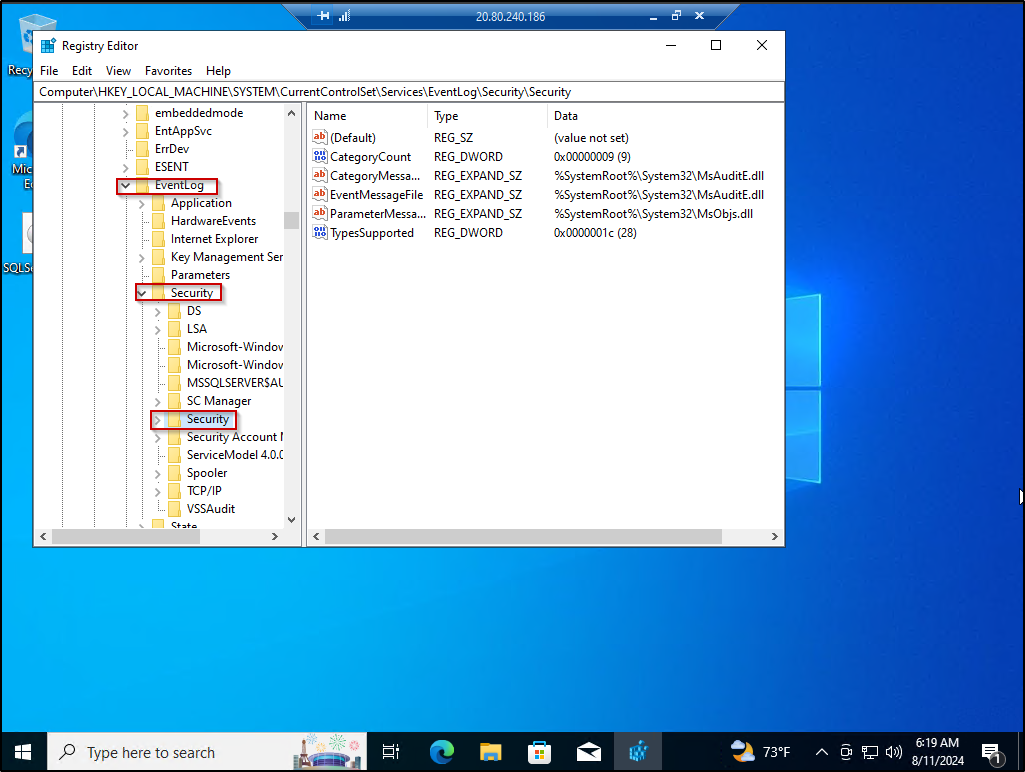 20.80.240.186
Recy
Registry Editor
File Edit View Favorites Help
Computer\HKEY_LOCAL_MACHINE\SYSTEM\CurrentControlSet\Services\EventLog\Security\Security
embeddedmode
EntAppSvc
ErrDev
ESENT
EventLog
Application
HardwareEvents
Internet Explorer
Key Management Ser
Parameters
Security
DS
LSA
Microsoft-Window
Microsoft-Window
MSSQLSERVER$AU
SC Manager
Security
Security Account M
ServiceModel 4.0.0
Spooler
TCP/IP
VSSAudit
State
Name Type Data
(Default) REG_SZ (value not set)
CategoryCount REG_DWORD 0x00000009 (9)
CategoryMessa... REG_EXPAND_SZ %SystemRoot%\System32\MsAuditE.dll
EventMessageFile REG_EXPAND_SZ %SystemRoot%\System32\MsAuditE.dll
ParameterMessa... REG_EXPAND_SZ %SystemRoot%\System32\MsObjs.dll
TypesSupported REG_DWORD 0x0000001c (28)
Mic
E
SQLSe
Type here to search
73°F
6:19 AM
8/11/2024
1